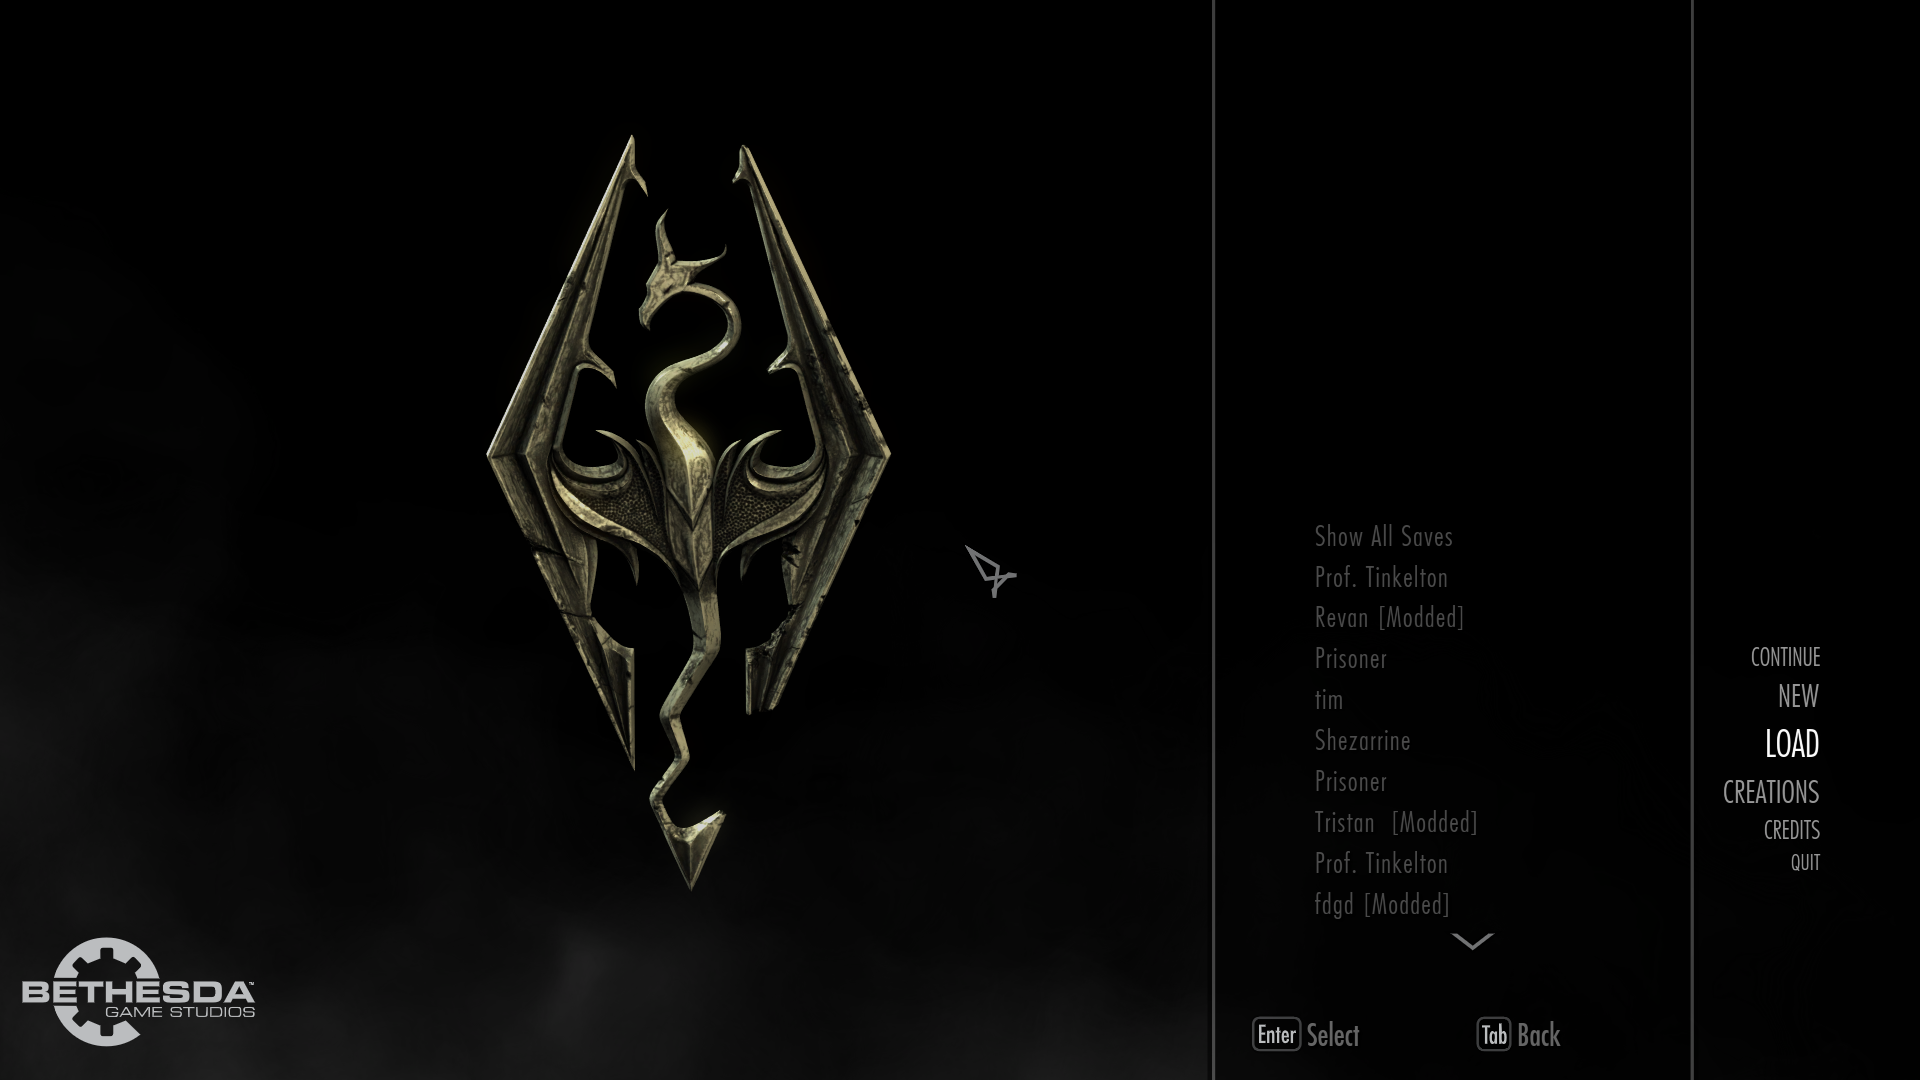 Show All Saves
Prof. Tinkelton
Revan [Modded]
Prisoner
tim
Shezarrine
Prisoner
Tristan [Modded]
Prof. Tinkelton
fdgd [Modded]
CONTINUE
NEW
LOAD
CREATIONS
CREDITS
QUIT
BETHESDA™
GAME STUDIOS
Enter Select
Tab Back